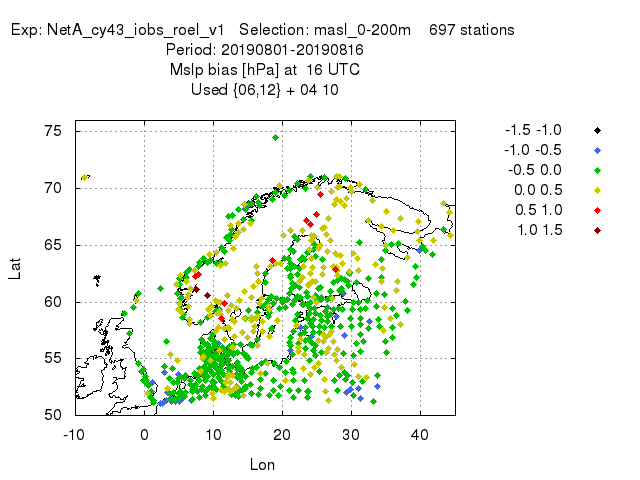 Exp: NetA_cy43_iobs_roel_v1 Selection: masl_0-200m 697 stations
Period: 20190801-20190816
Mslp bias [hPa] at 16 UTC
Used {06,12} + 04 10
75
70
65
60
55
50
Lat
-10 0 10 20 30 40
Lon
-1.5 -1.0
-1.0 -0.5
-0.5 0.0
0.0 0.5
0.5 1.0
1.0 1.5